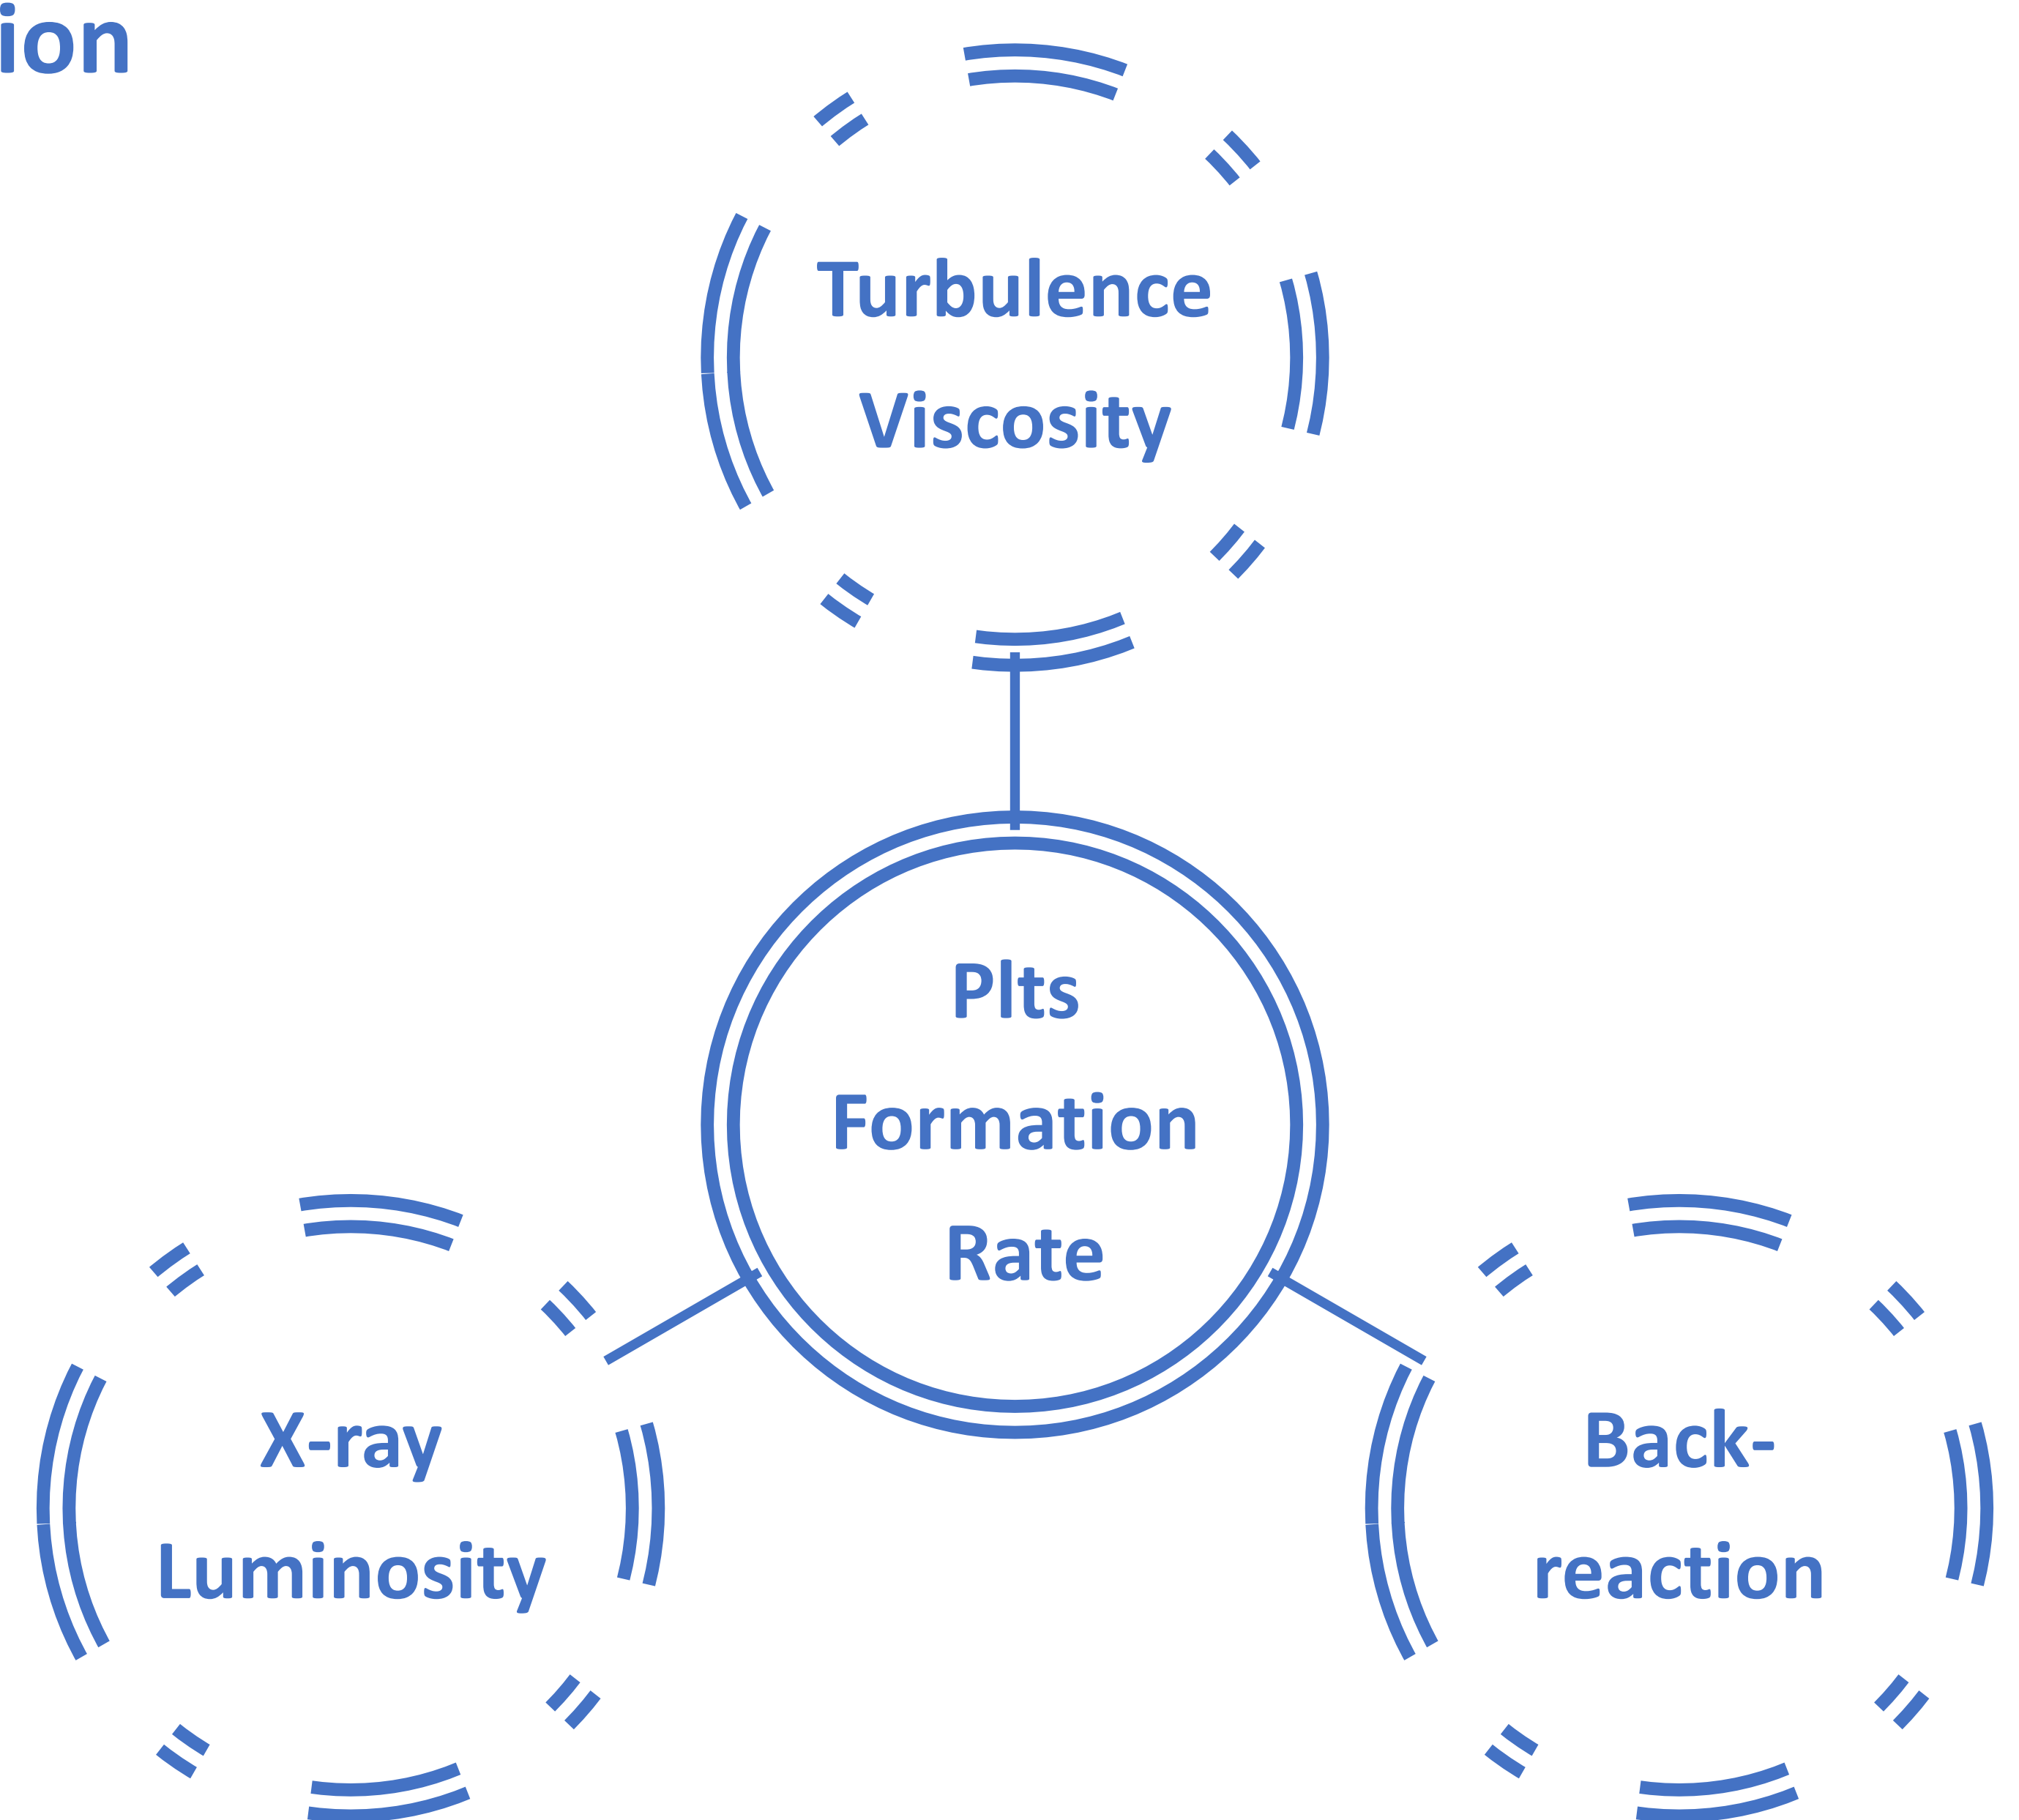 ion
Turbulence
Viscosity
Plts
Formation
Rate
X-ray
Luminosity
Back-
reaction